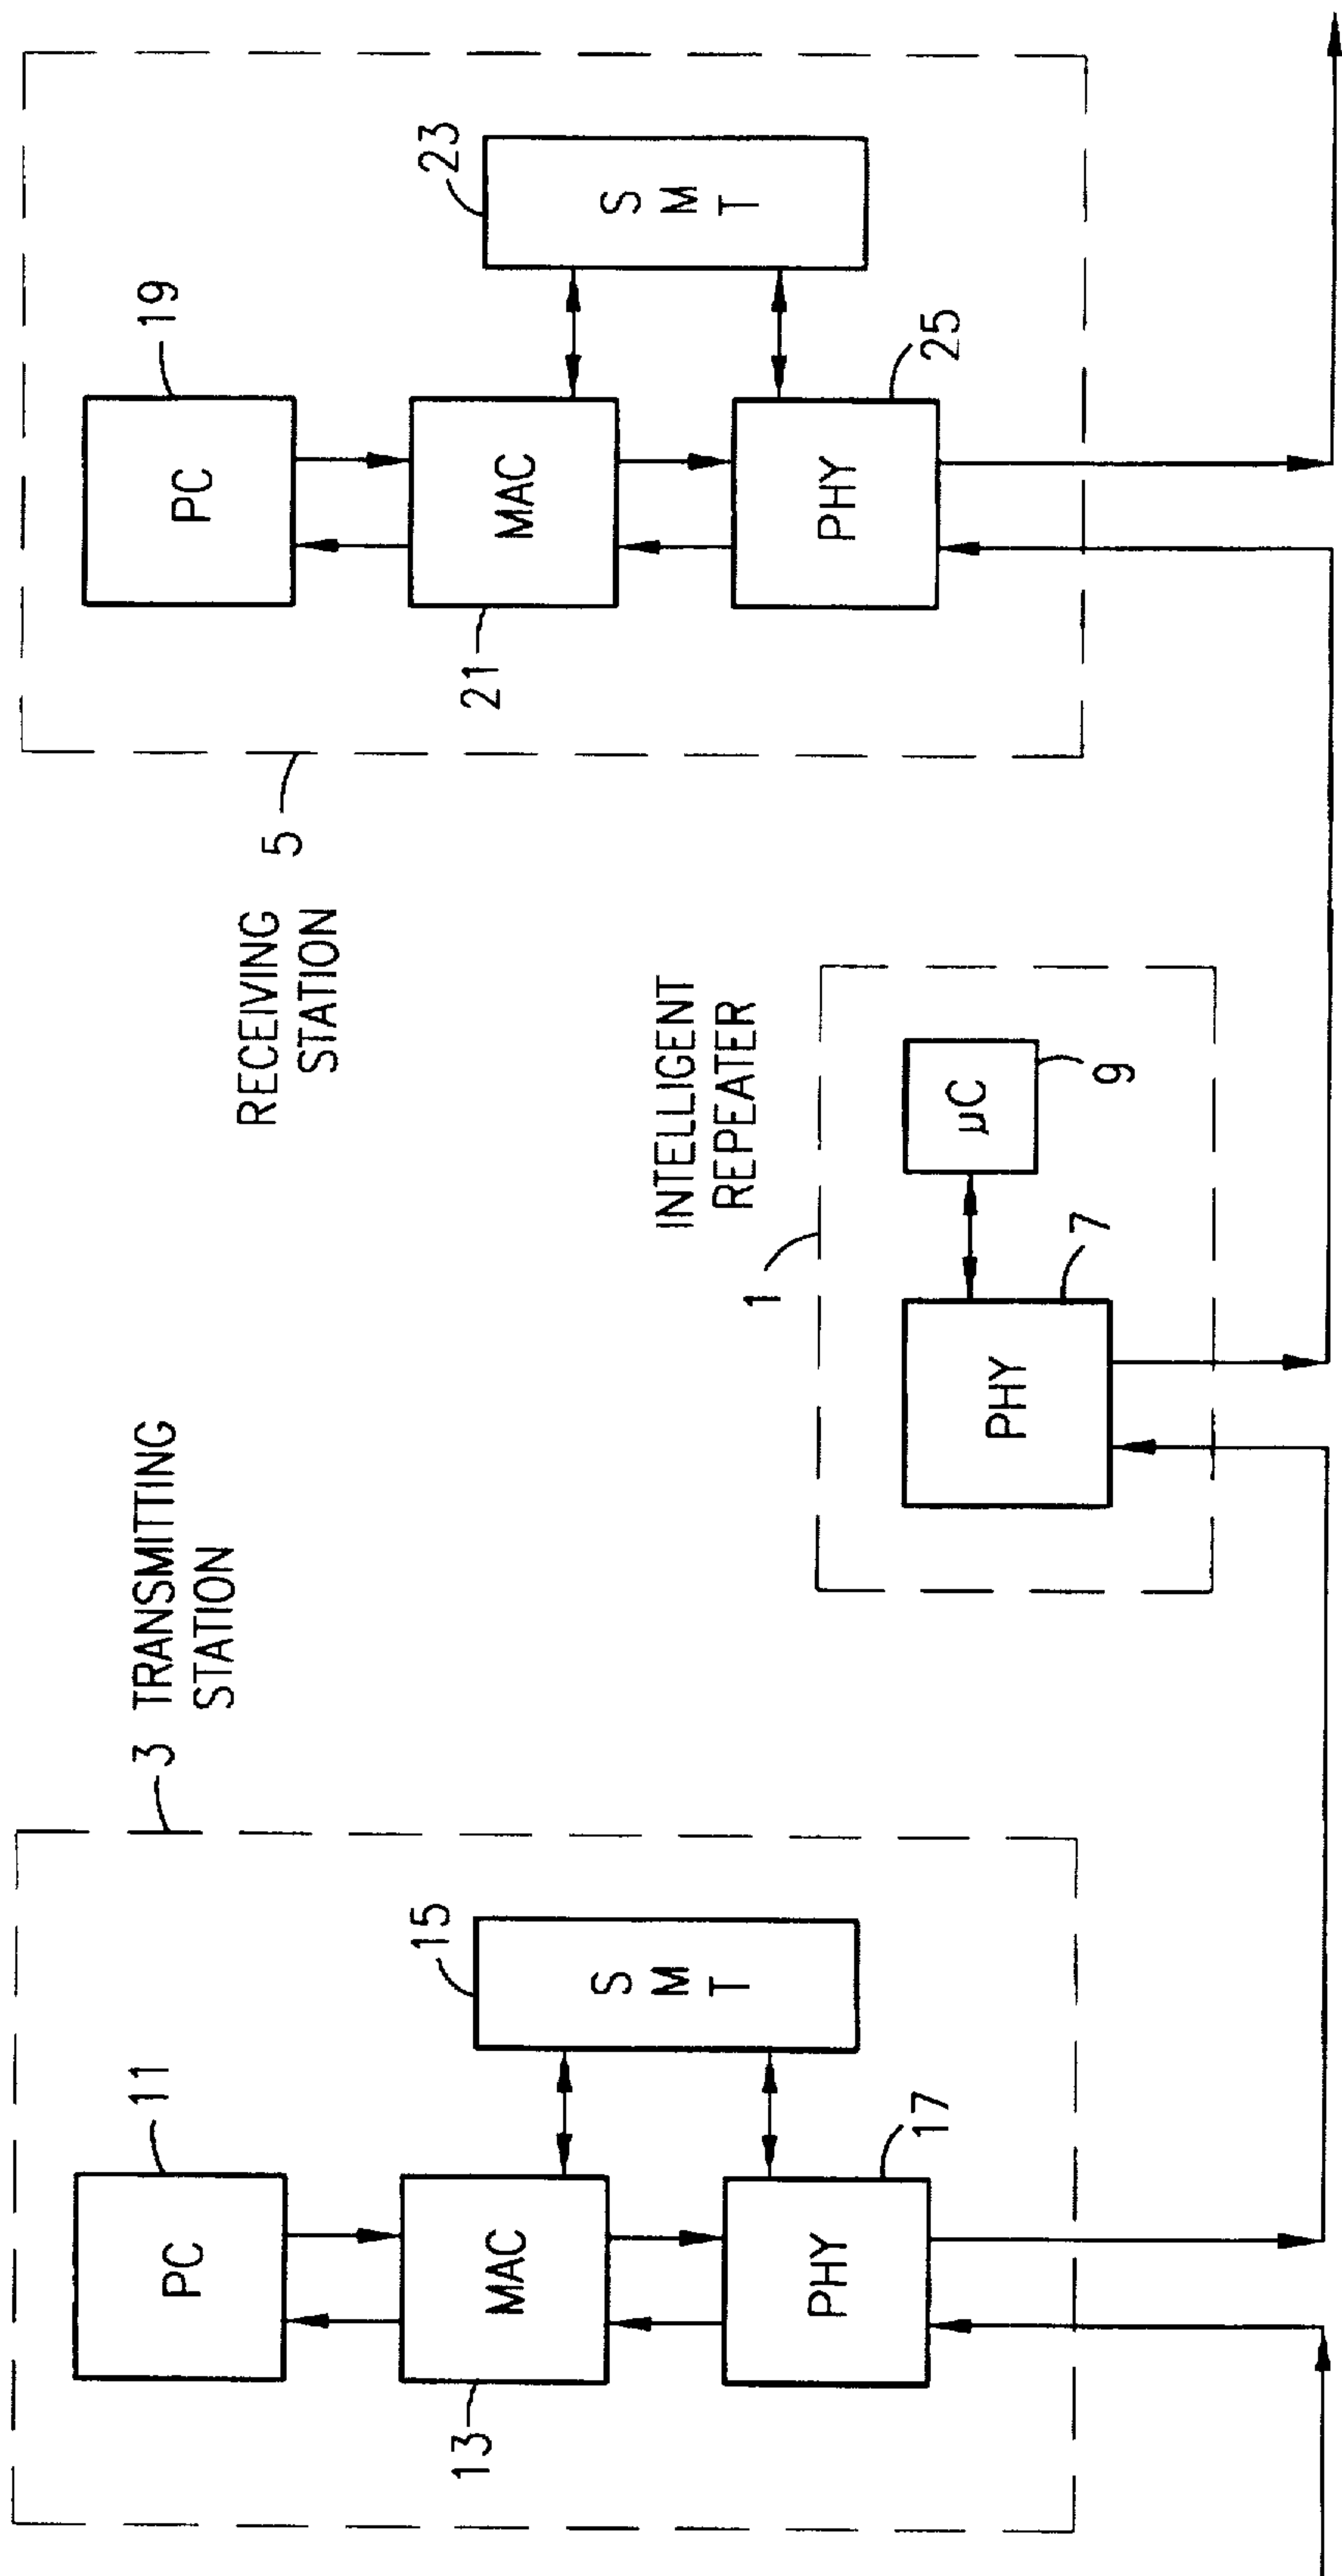 3 TRANSMITTING
STATION
11
PC
13
MAC
15
S
M
T
17
PHY
INTELLIGENT
REPEATER
1
PHY
7
µC
9
RECEIVING
STATION
5
19
PC
21
MAC
23
S
M
T
25
PHY